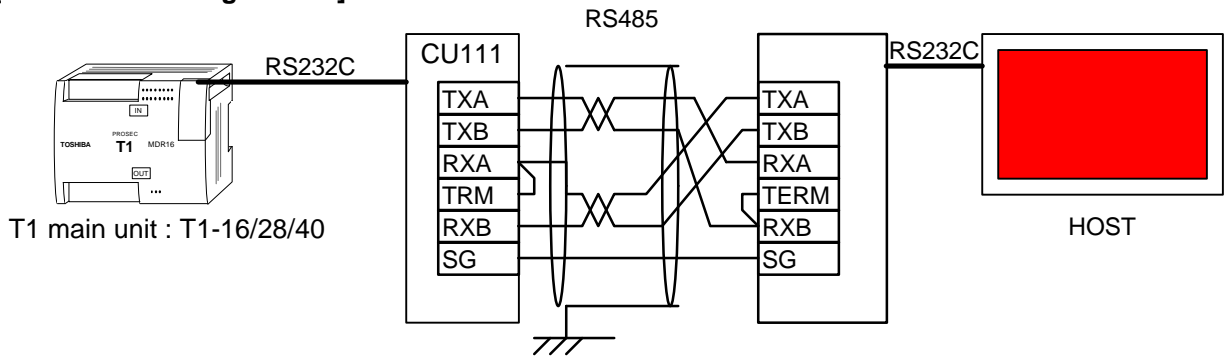 RS485
RS232C
CU111
RS232C
TXA
TXA
IN
TXB
TXB
PROSEC
TOSHIBA
T1
MDR16
RXA
RXA
OUT
TRM
TERM
T1 main unit : T1-16/28/40
RXB
RXB
HOST
SG
SG